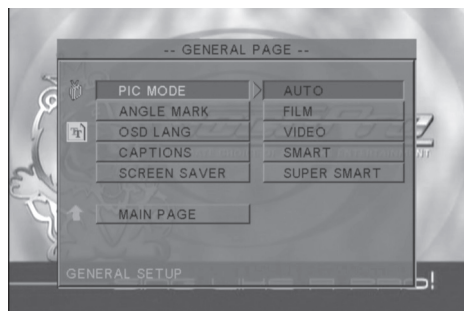 -- GENERAL PAGE --
PIC MODE AUTO
ANGLE MARK FILM
OSD LANG VIDEO
CAPTIONS SMART
SCREEN SAVER SUPER SMART
MAIN PAGE
GENERAL SETUP